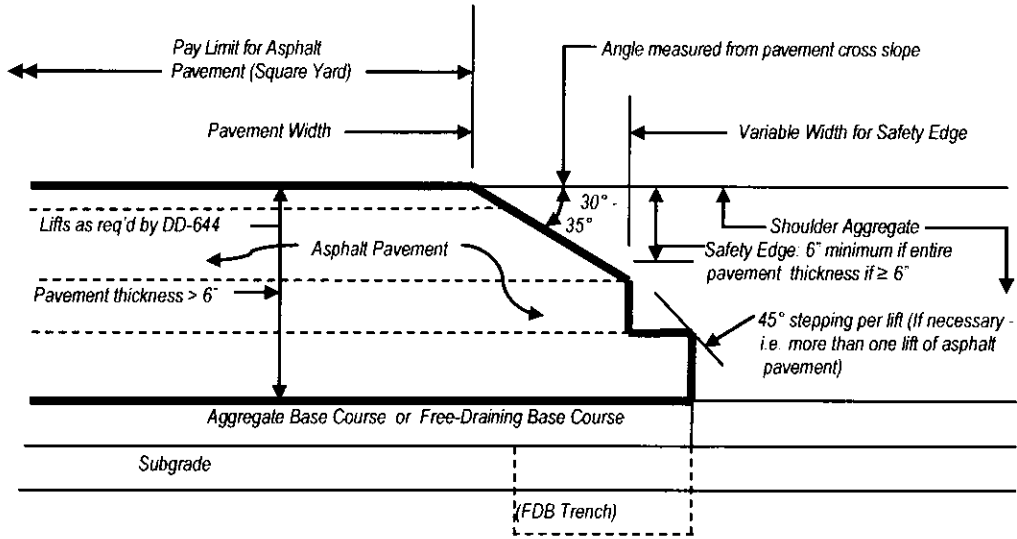 Pay Limit for Asphalt
Pavement (Square Yard)
Angle measured from pavement cross slope
Pavement Width
Variable Width for Safety Edge
30° -
35°
Lifts as req'd by DD-644
Shoulder Aggregate
Asphalt Pavement
Safety Edge: 6" minimum if entire
pavement thickness if ≥ 6"
Pavement thickness > 6"
45° stepping per lift (If necessary -
i.e. more than one lift of asphalt
pavement)
Aggregate Base Course or Free-Draining Base Course
Subgrade
(FDB Trench)